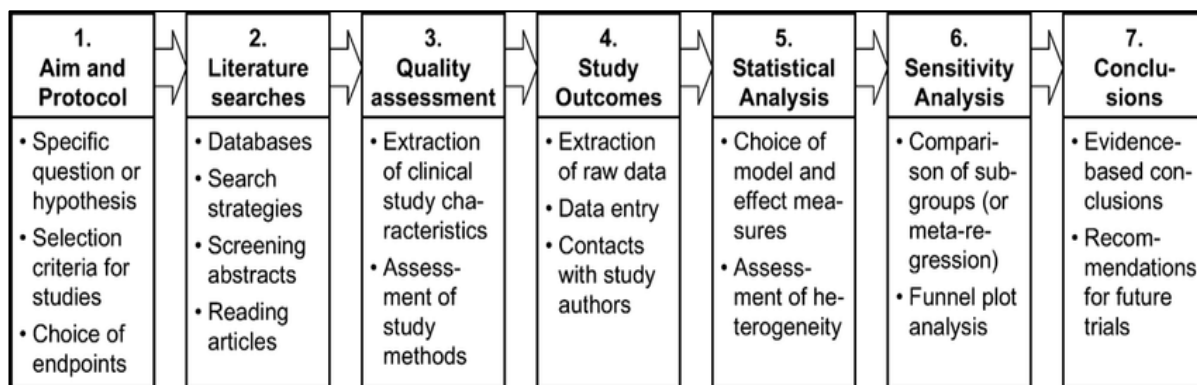 1.
Aim and
Protocol
• Specific
question or
hypothesis
• Selection
criteria for
studies
• Choice of
endpoints
2.
Literature
searches
• Databases
• Search
strategies
• Screening
abstracts
• Reading
articles
3.
Quality
assessment
• Extraction
of clinical
study cha-
racteristics
• Assess-
ment of
study
methods
4.
Study
Outcomes
• Extraction
of raw data
• Data entry
• Contacts
with study
authors
5.
Statistical
Analysis
• Choice of
model and
effect mea-
sures
• Assess-
ment of he-
terogeneity
6.
Sensitivity
Analysis
• Compari-
son of sub-
groups (or
meta-re-
gression)
• Funnel plot
analysis
7.
Conclu-
sions
• Evidence-
based con-
clusions
• Recom-
mendations
for future
trials